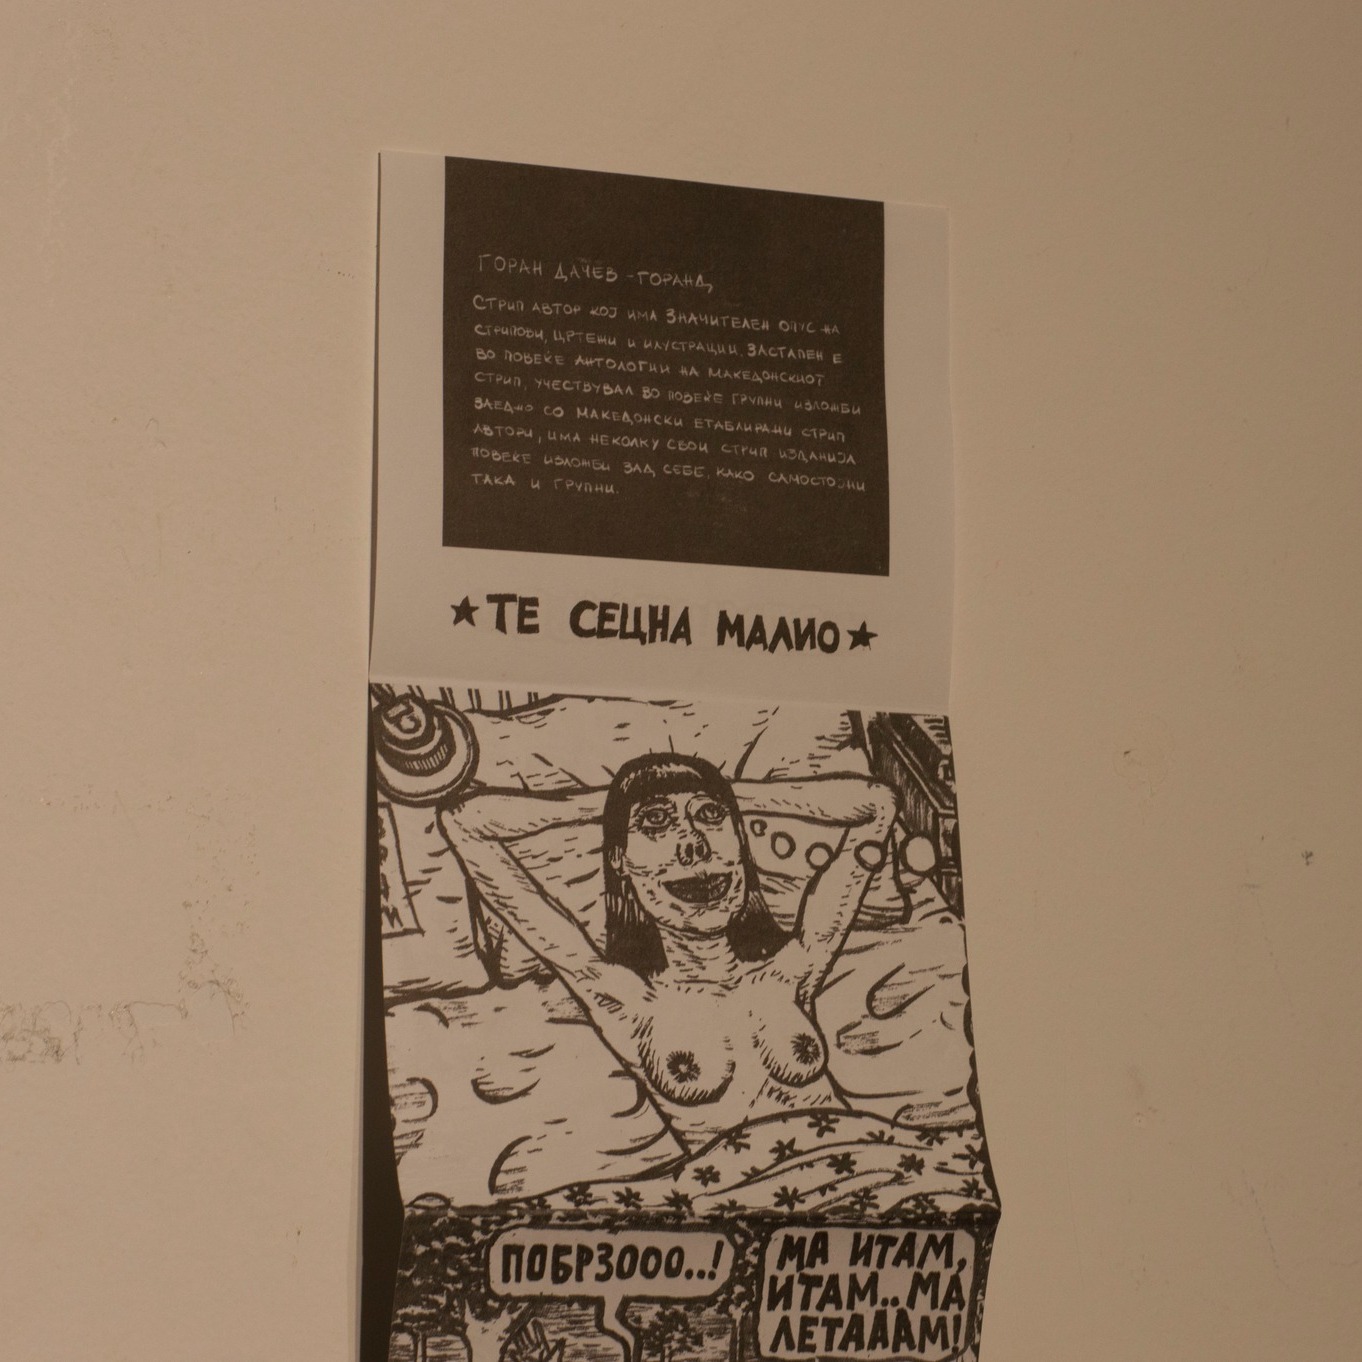 ГОРАН ДАЧЕВ - ГОРАНД
СТРИП АВТОР КОЈ ИМА ЗНАЧИТЕЛЕН ОПУС НА
СТРИПОВИ, ЦРТЕЖИ И ИЛУСТРАЦИИ. ЗАСТАПЕН Е
ВО ПОВЕЌЕ АНТОЛОГИИ НА МАКЕДОНСКИОТ
СТРИП, УЧЕСТВУВАЛ ВО ПОВЕЌЕ ГРУПНИ ИЗЛОЖБИ
ЗАЕДНО СО МАКЕДОНСКИ ЕТАБЛИРАНИ СТРИП
АВТОРИ, ИМА НЕКОЛКУ СВОИ СТРИП ИЗДАНИЈА
ПОВЕЌЕ ИЗЛОЖБИ ЗАД СЕБЕ, КАКО САМОСТОЈНИ
ТАКА И ГРУПНИ.
★ТЕ СЕЦНА МАЛИО★
ПОБРЗООО..!
МА ИТАМ,
ИТАМ.. МА
ЛЕТАААМ!